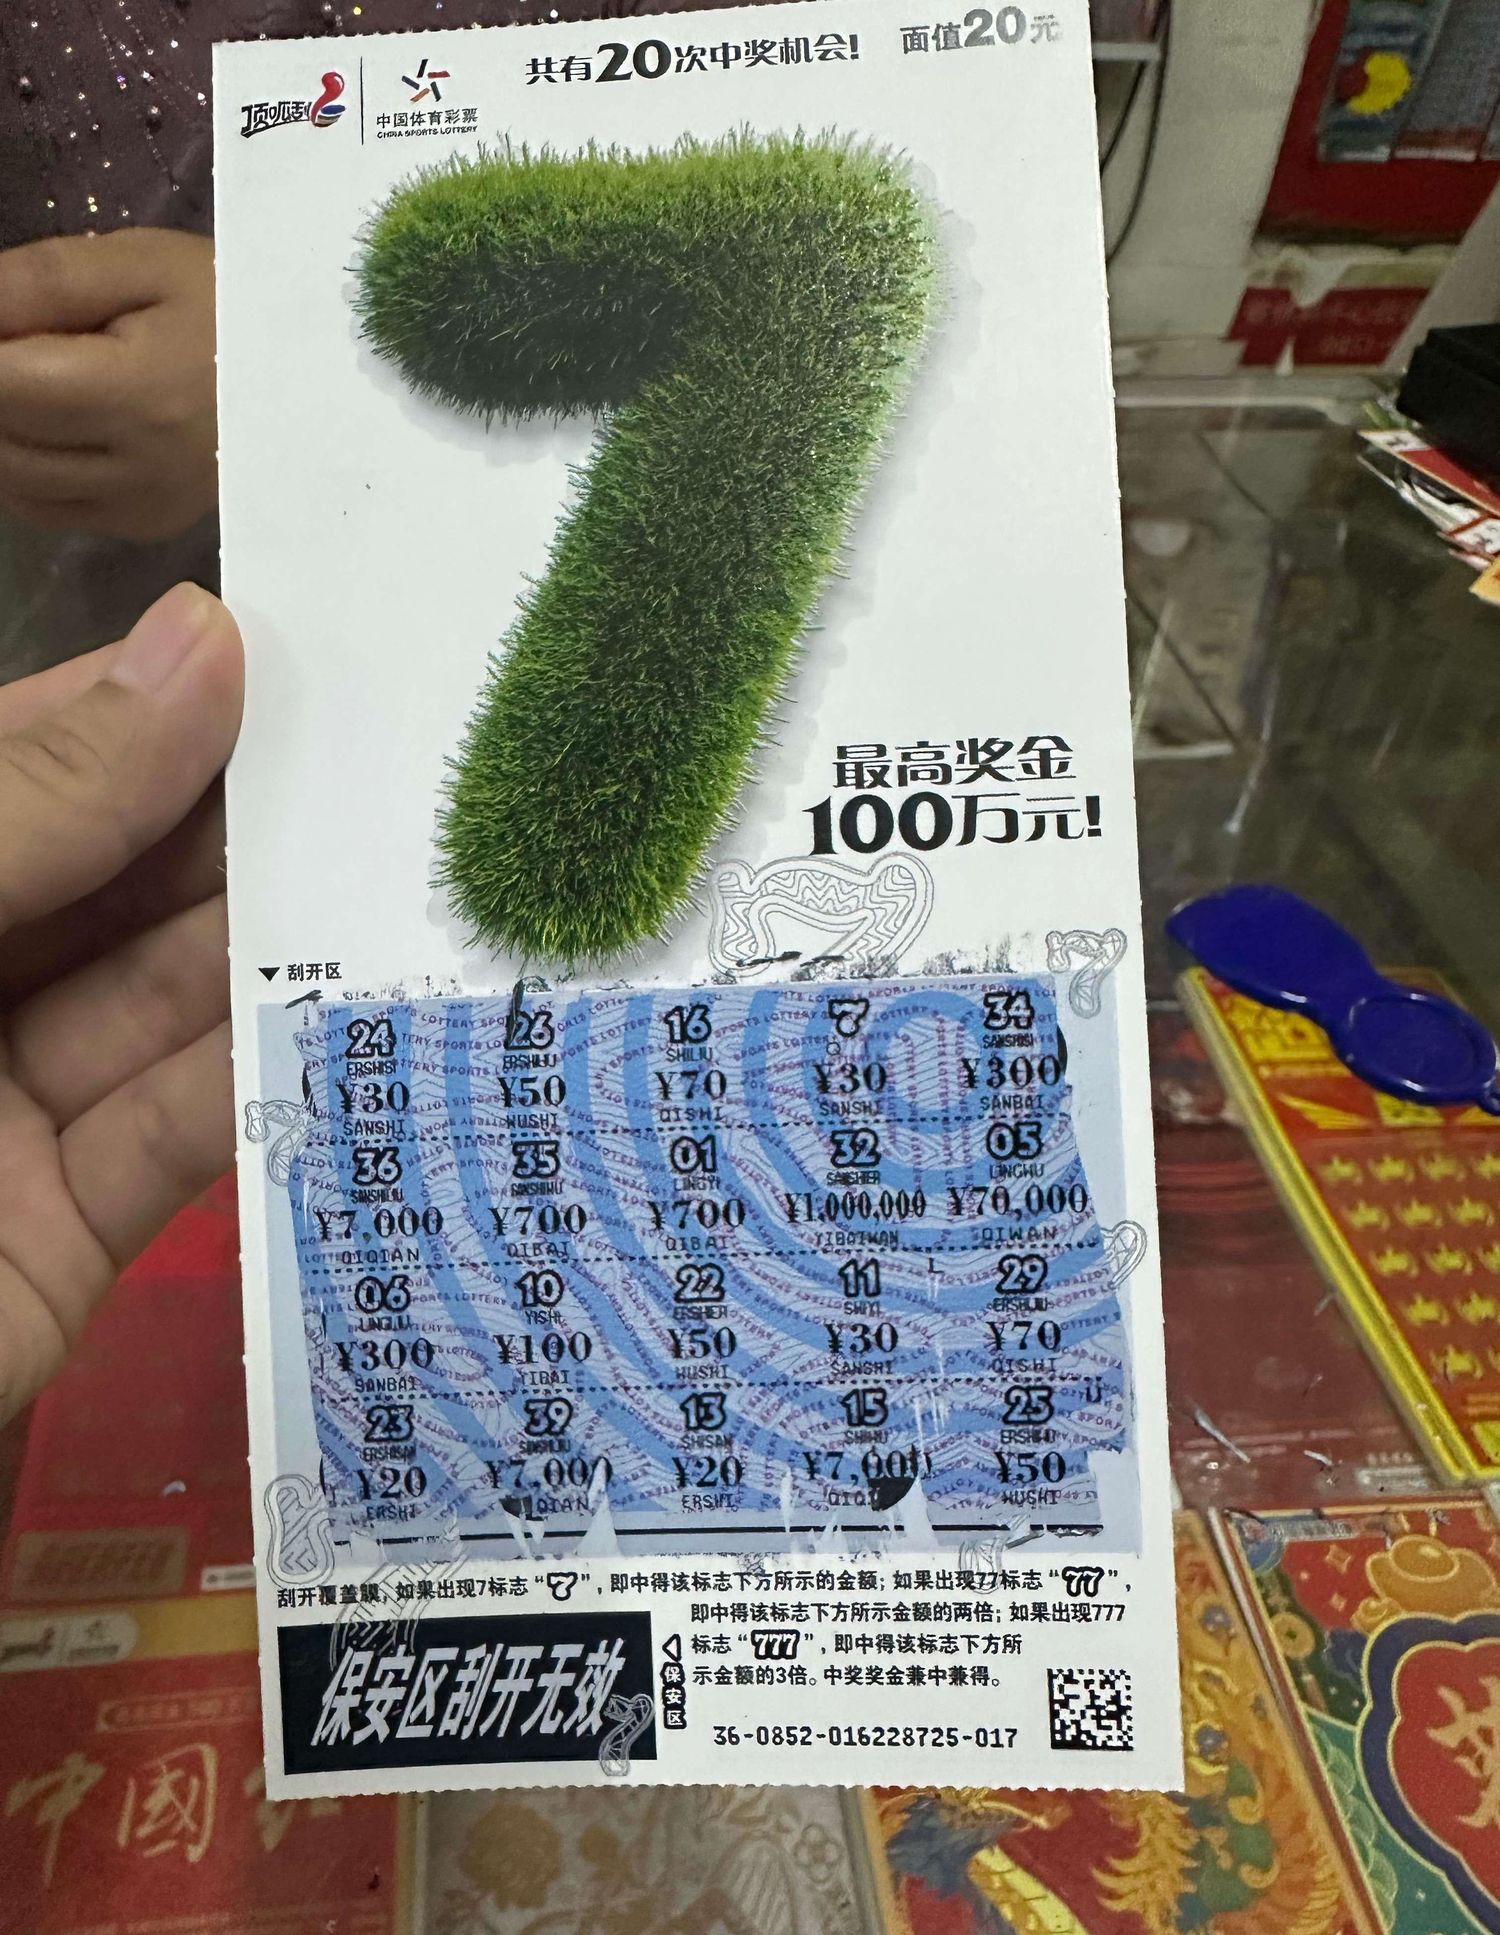 共有20次中奖机会!
面值20元
顶呱刮
中国体育彩票
CHINA SPORTS LOTTERY
7
最高奖金
100万元!
▼刮开区
24 26 16 7 34
ERSHISI ERSHILIU SHILIU Q SANSHISI
¥30 ¥50 ¥70 ¥30 ¥300
SANSHI WUSHI QISHI SANSHI SANBAI
36 35 01 32 05
SANSHILIU SANSHIWU LINGYI SANSHIER LINGWU
¥7,000 ¥700 ¥700 ¥1,000,000 ¥70,000
QIQIAN QIBAI QIBAI YIBAIWAN QIWAN
06 10 22 11 29
LINGLIU YISHI ERSHIER SHIYI ERSHIJIU
¥300 ¥100 ¥50 ¥30 ¥70
SANBAI YIBAI WUSHI SANSHI QISHI
23 39 13 15 25
ERSHISAN SANSHIJIU SHISAN SHIWU ERSHIWU
¥20 ¥7,000 ¥20 ¥7,000 ¥50
ERSHI QIAN ERSHI QIQI WUSHI
刮开覆盖膜，如果出现7标志“7”，即中得该标志下方所示的金额；如果出现77标志“77”，
即中得该标志下方所示金额的两倍；如果出现777
标志“777”，即中得该标志下方所
示金额的3倍。中奖奖金兼中兼得。
保安区刮开无效
保安区
36-0852-016228725-017
中國红